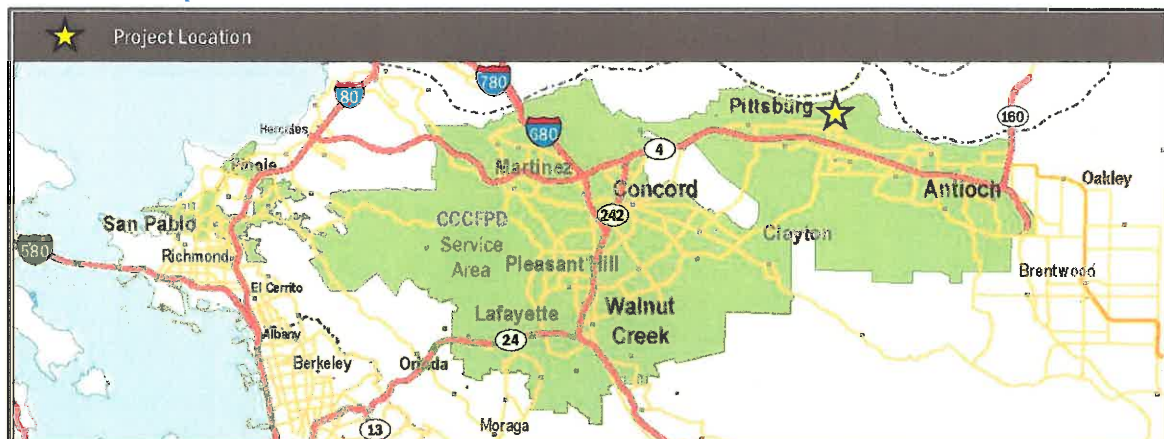 Project Location
80
780
Hercules
680
Pittsburg
160
4
Pinole
Martinez
Concord
Antioch
Oakley
San Pablo
CCCFPD
Service
Area
242
Clayton
580
Richmond
Pleasant Hill
Brentwood
El Cerrito
Lafayette
Walnut
Creek
Albany
24
Berkeley
Orinda
Moraga
13